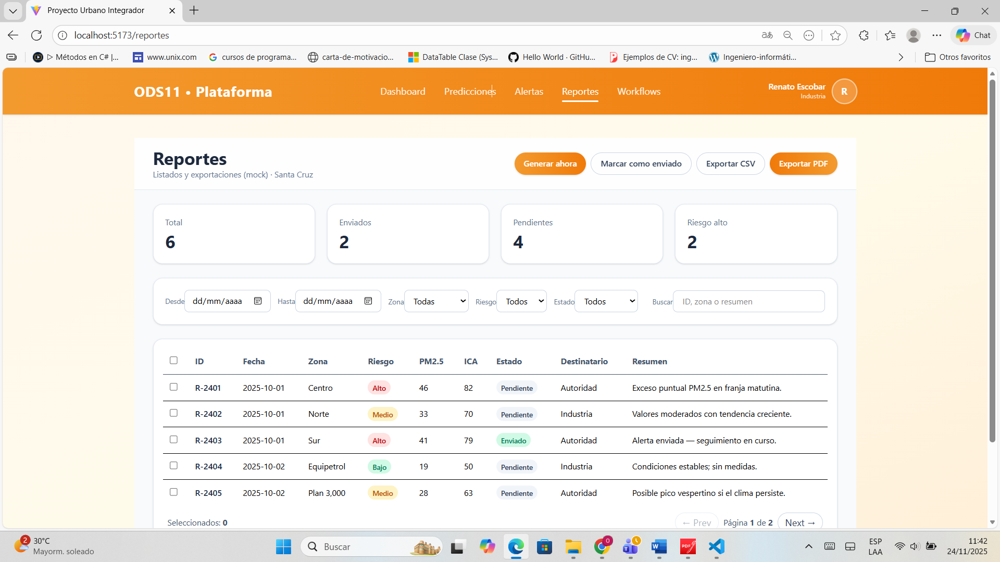 Proyecto Urbano Integrador
localhost:5173/reportes
aあ
Chat
▷ Métodos en C# |...
www.unix.com
cursos de programa...
carta-de-motivacio...
DataTable Clase (Sys...
Hello World · GitHu...
Ejemplos de CV: ing...
Ingeniero-informáti...
Otros favoritos
ODS11 • Plataforma
Dashboard
Predicciones
Alertas
Reportes
Workflows
Renato Escobar
Industria
R
Reportes
Listados y exportaciones (mock) · Santa Cruz
Generar ahora
Marcar como enviado
Exportar CSV
Exportar PDF
Total
6
Enviados
2
Pendientes
4
Riesgo alto
2
Desde dd/mm/aaaa Hasta dd/mm/aaaa Zona Todas Riesgo Todos Estado Todos Buscar ID, zona o resumen
ID Fecha Zona Riesgo PM2.5 ICA Estado Destinatario Resumen
R-2401 2025-10-01 Centro Alto 46 82 Pendiente Autoridad Exceso puntual PM2.5 en franja matutina.
R-2402 2025-10-01 Norte Medio 33 70 Pendiente Industria Valores moderados con tendencia creciente.
R-2403 2025-10-01 Sur Alto 41 79 Enviado Autoridad Alerta enviada — seguimiento en curso.
R-2404 2025-10-02 Equipetrol Bajo 19 50 Pendiente Industria Condiciones estables; sin medidas.
R-2405 2025-10-02 Plan 3,000 Medio 28 63 Pendiente Autoridad Posible pico vespertino si el clima persiste.
Seleccionados: 0
← Prev Página 1 de 2 Next →
2
30°C
Mayorm. soleado
Buscar
0
ESP
LAA
11:42
24/11/2025